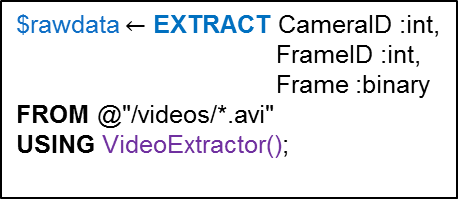 $rawdata ← EXTRACT CameraID :int,
FrameID :int,
Frame :binary
FROM @"/videos/*.avi"
USING VideoExtractor();